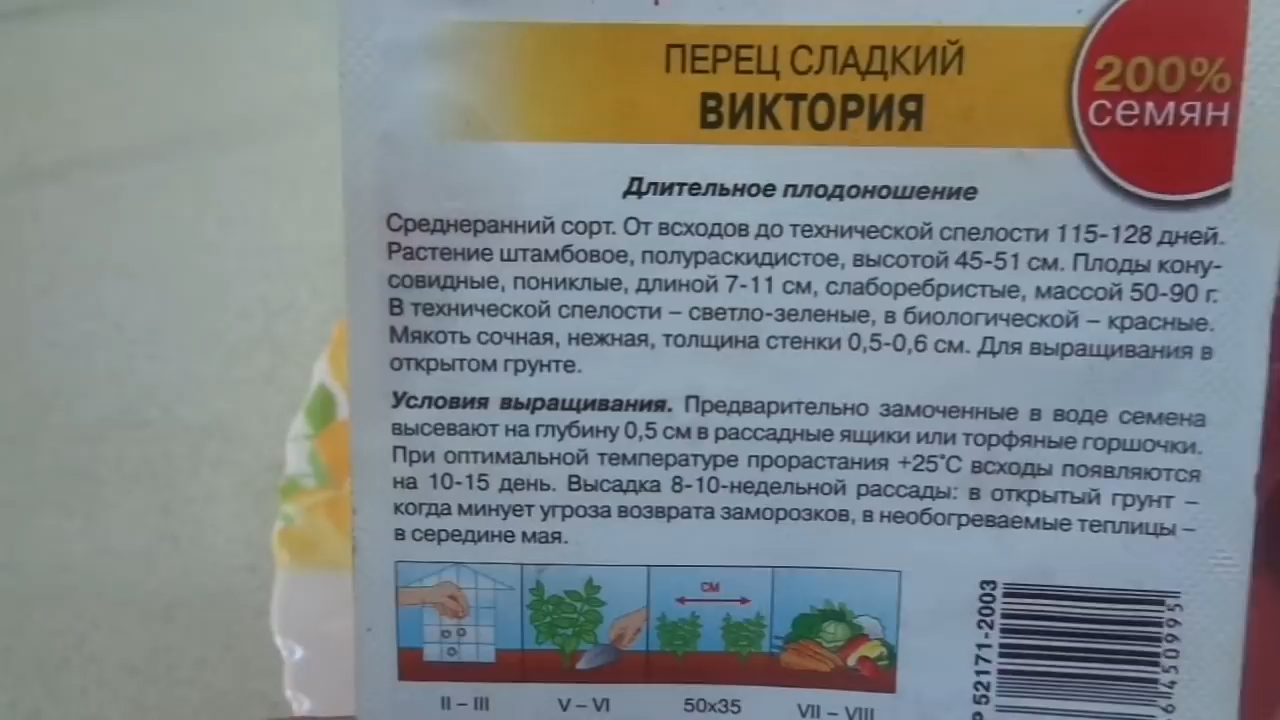 ПЕРЕЦ СЛАДКИЙ
ВИКТОРИЯ
200%
семян
Длительное плодоношение
Среднеранний сорт. От всходов до технической спелости 115-128 дней.
Растение штамбовое, полураскидистое, высотой 45-51 см. Плоды кону-
совидные, пониклые, длиной 7-11 см, слаборебристые, массой 50-90 г.
В технической спелости – светло-зеленые, в биологической – красные.
Мякоть сочная, нежная, толщина стенки 0,5-0,6 см. Для выращивания в
открытом грунте.
Условия выращивания. Предварительно замоченные в воде семена
высевают на глубину 0,5 см в рассадные ящики или торфяные горшочки.
При оптимальной температуре прорастания +25°С всходы появляются
на 10-15 день. Высадка 8-10-недельной рассады: в открытый грунт –
когда минует угроза возврата заморозков, в необогреваемые теплицы –
в середине мая.
СМ
II – III
V – VI
50x35
VII – VIII
Р 52171-2003
6450995